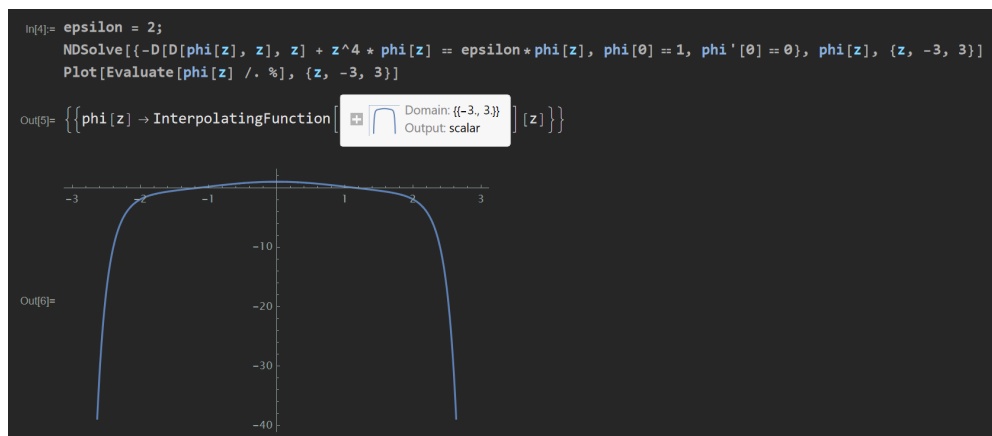 In[4]:= epsilon = 2;
NDSolve[{-D[D[phi[z], z], z] + z^4 * phi[z] == epsilon*phi[z], phi[0] == 1, phi'[0] == 0}, phi[z], {z, -3, 3}]
Plot[Evaluate[phi[z] /. %], {z, -3, 3}]
Out[5]= {{phi[z] → InterpolatingFunction[ Domain: {{-3., 3.}} Output: scalar ][z]}}
-3 -2 -1 1 2 3
-10
-20
Out[6]=
-30
-40